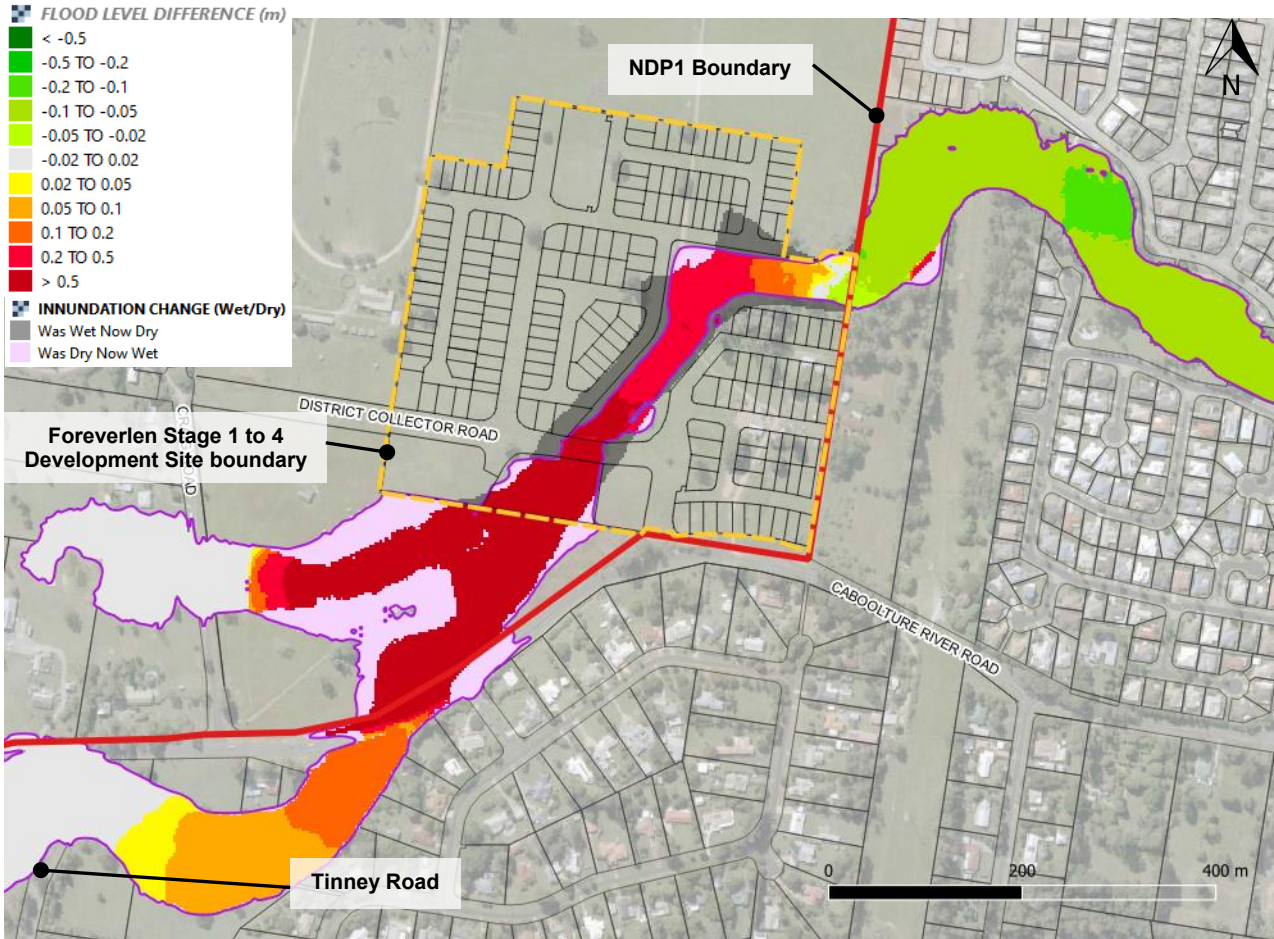 FLOOD LEVEL DIFFERENCE (m)
< -0.5
-0.5 TO -0.2
-0.2 TO -0.1
-0.1 TO -0.05
-0.05 TO -0.02
-0.02 TO 0.02
0.02 TO 0.05
0.05 TO 0.1
0.1 TO 0.2
0.2 TO 0.5
> 0.5
INNUNDATION CHANGE (Wet/Dry)
Was Wet Now Dry
Was Dry Now Wet
NDP1 Boundary
N
DISTRICT COLLECTOR ROAD
Foreverlen Stage 1 to 4
Development Site boundary
ROAD
CABOOLTURE RIVER ROAD
Tinney Road
0
200
400 m